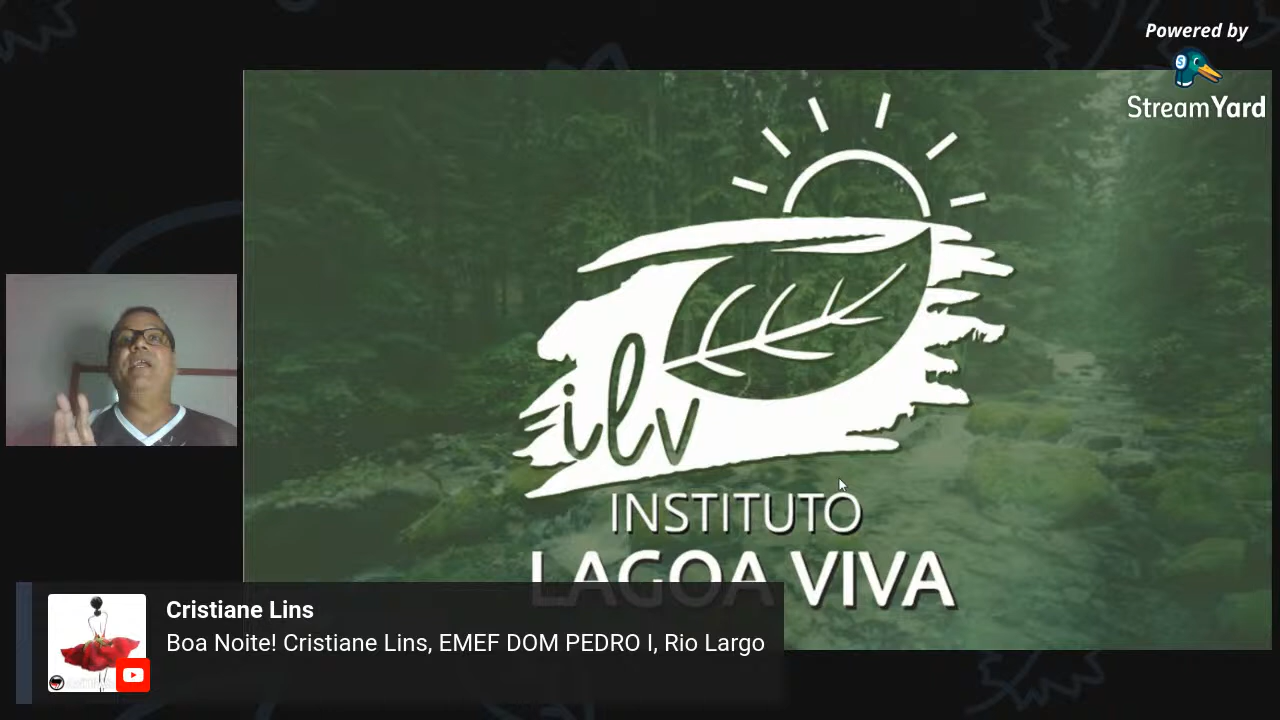 Powered by
StreamYard
ilv
INSTITUTO
LAGOA VIVA
Cristiane Lins
Boa Noite! Cristiane Lins, EMEF DOM PEDRO I, Rio Largo